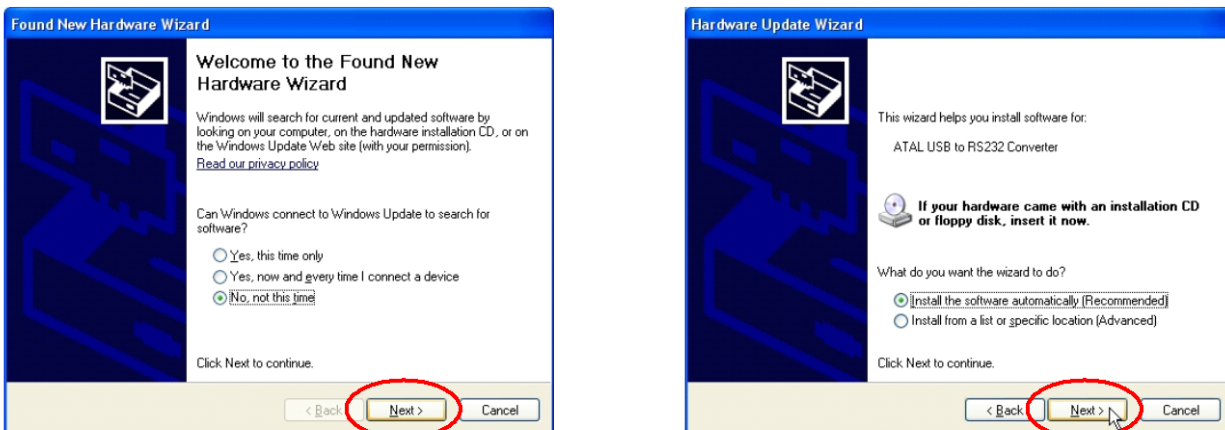 Found New Hardware Wizard
Welcome to the Found New
Hardware Wizard
Windows will search for current and updated software by
looking on your computer, on the hardware installation CD, or on
the Windows Update Web site (with your permission).
Read our privacy policy
Can Windows connect to Windows Update to search for
software?
Yes, this time only
Yes, now and every time I connect a device
No, not this time
Click Next to continue.
< Back
Next >
Cancel
Hardware Update Wizard
This wizard helps you install software for:
ATAL USB to RS232 Converter
If your hardware came with an installation CD
or floppy disk, insert it now.
What do you want the wizard to do?
Install the software automatically (Recommended)
Install from a list or specific location (Advanced)
Click Next to continue.
< Back
Next >
Cancel